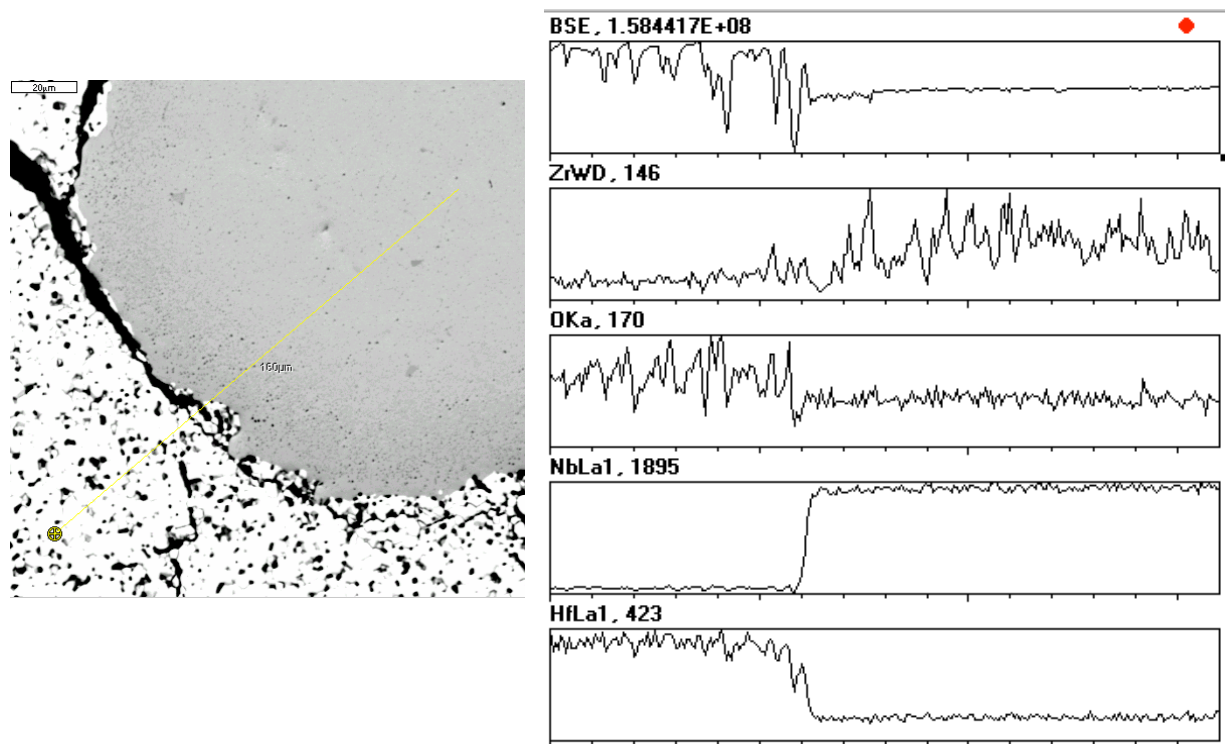 20µm
160µm
BSE, 1.584417E+08
ZrWD, 146
OKa, 170
NbLa1, 1895
HfLa1, 423